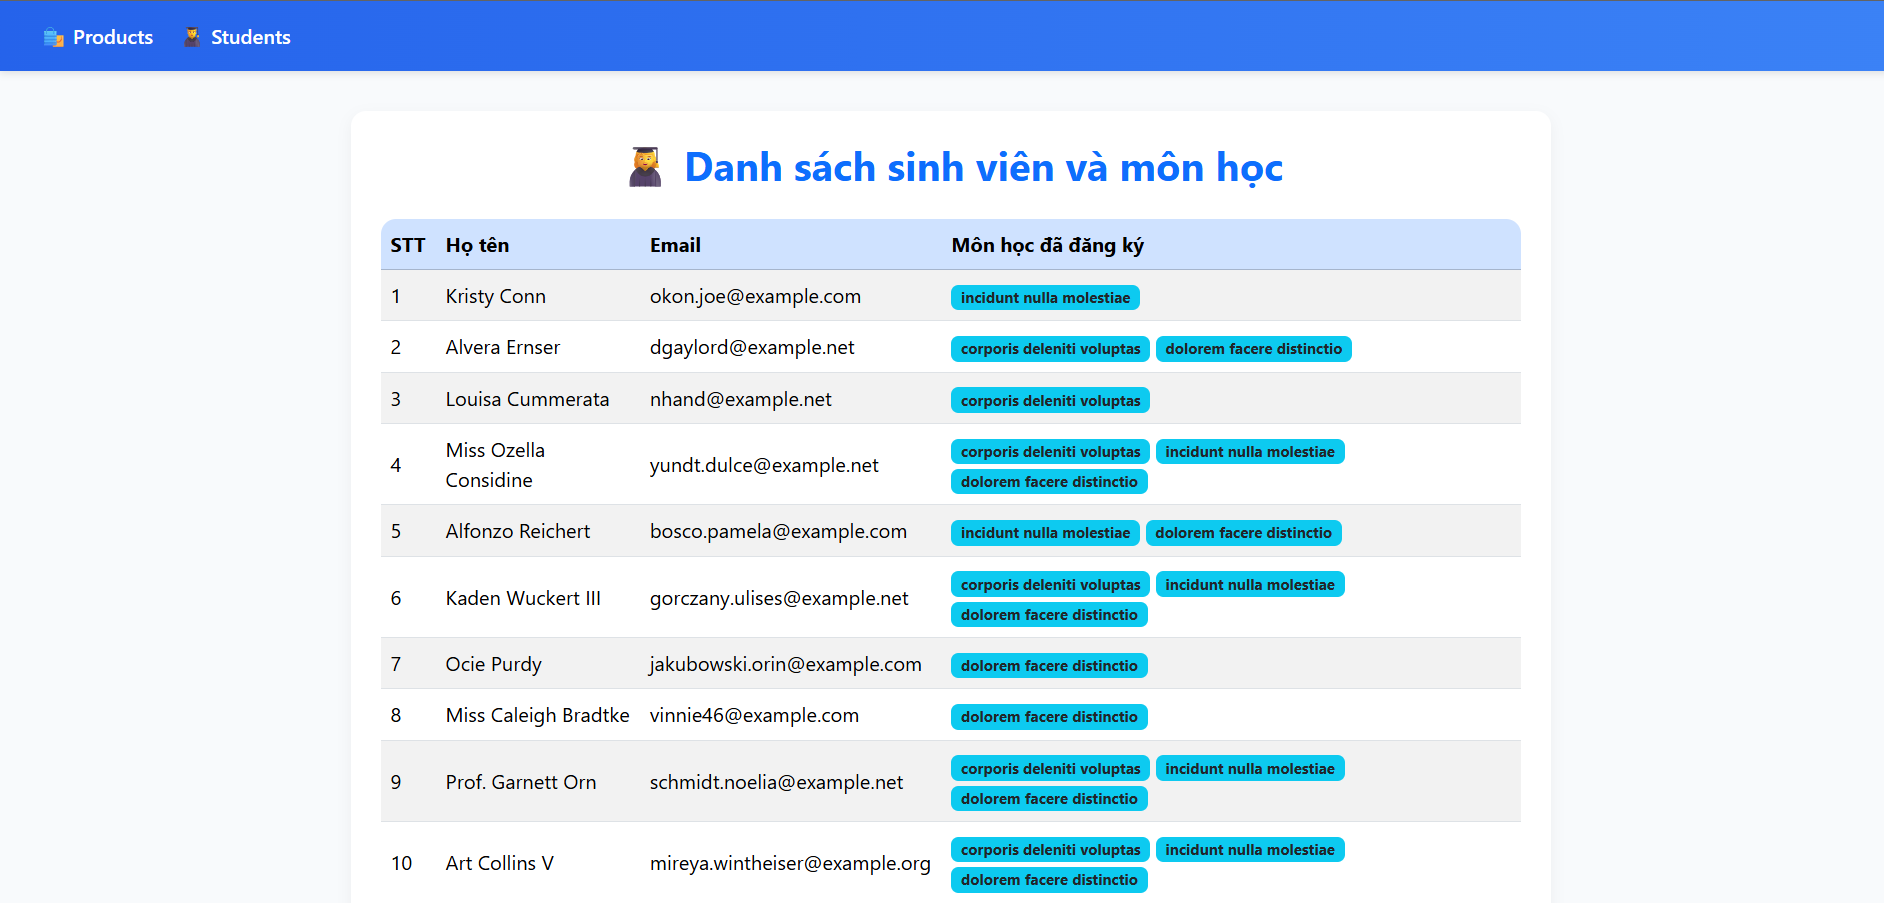 Products Students
Danh sách sinh viên và môn học
STT Họ tên Email Môn học đã đăng ký
1 Kristy Conn okon.joe@example.com incidunt nulla molestiae
2 Alvera Ernser dgaylord@example.net corporis deleniti voluptas dolorem facere distinctio
3 Louisa Cummerata nhand@example.net corporis deleniti voluptas
4 Miss Ozella Considine yundt.dulce@example.net corporis deleniti voluptas incidunt nulla molestiae
dolorem facere distinctio
5 Alfonzo Reichert bosco.pamela@example.com incidunt nulla molestiae dolorem facere distinctio
6 Kaden Wuckert III gorczany.ulises@example.net corporis deleniti voluptas incidunt nulla molestiae
dolorem facere distinctio
7 Ocie Purdy jakubowski.orin@example.com dolorem facere distinctio
8 Miss Caleigh Bradtke vinnie46@example.com dolorem facere distinctio
9 Prof. Garnett Orn schmidt.noelia@example.net corporis deleniti voluptas incidunt nulla molestiae
dolorem facere distinctio
10 Art Collins V mireya.wintheiser@example.org corporis deleniti voluptas incidunt nulla molestiae
dolorem facere distinctio